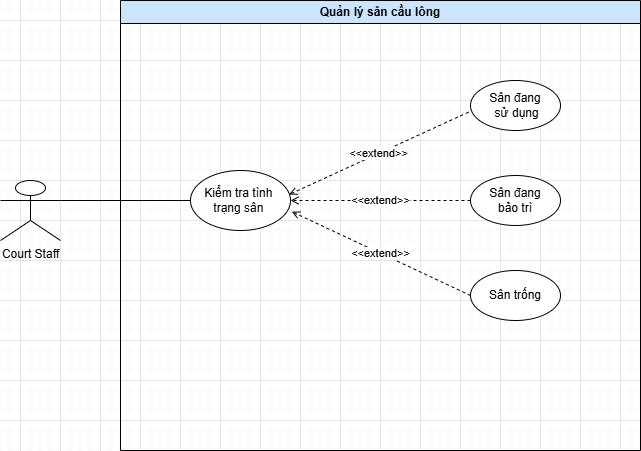 Quản lý sân cầu lông
Sân đang
sử dụng
<<extend>>
Kiểm tra tình
trạng sân
<<extend>>
Sân đang
bảo trì
Court Staff
<<extend>>
Sân trống